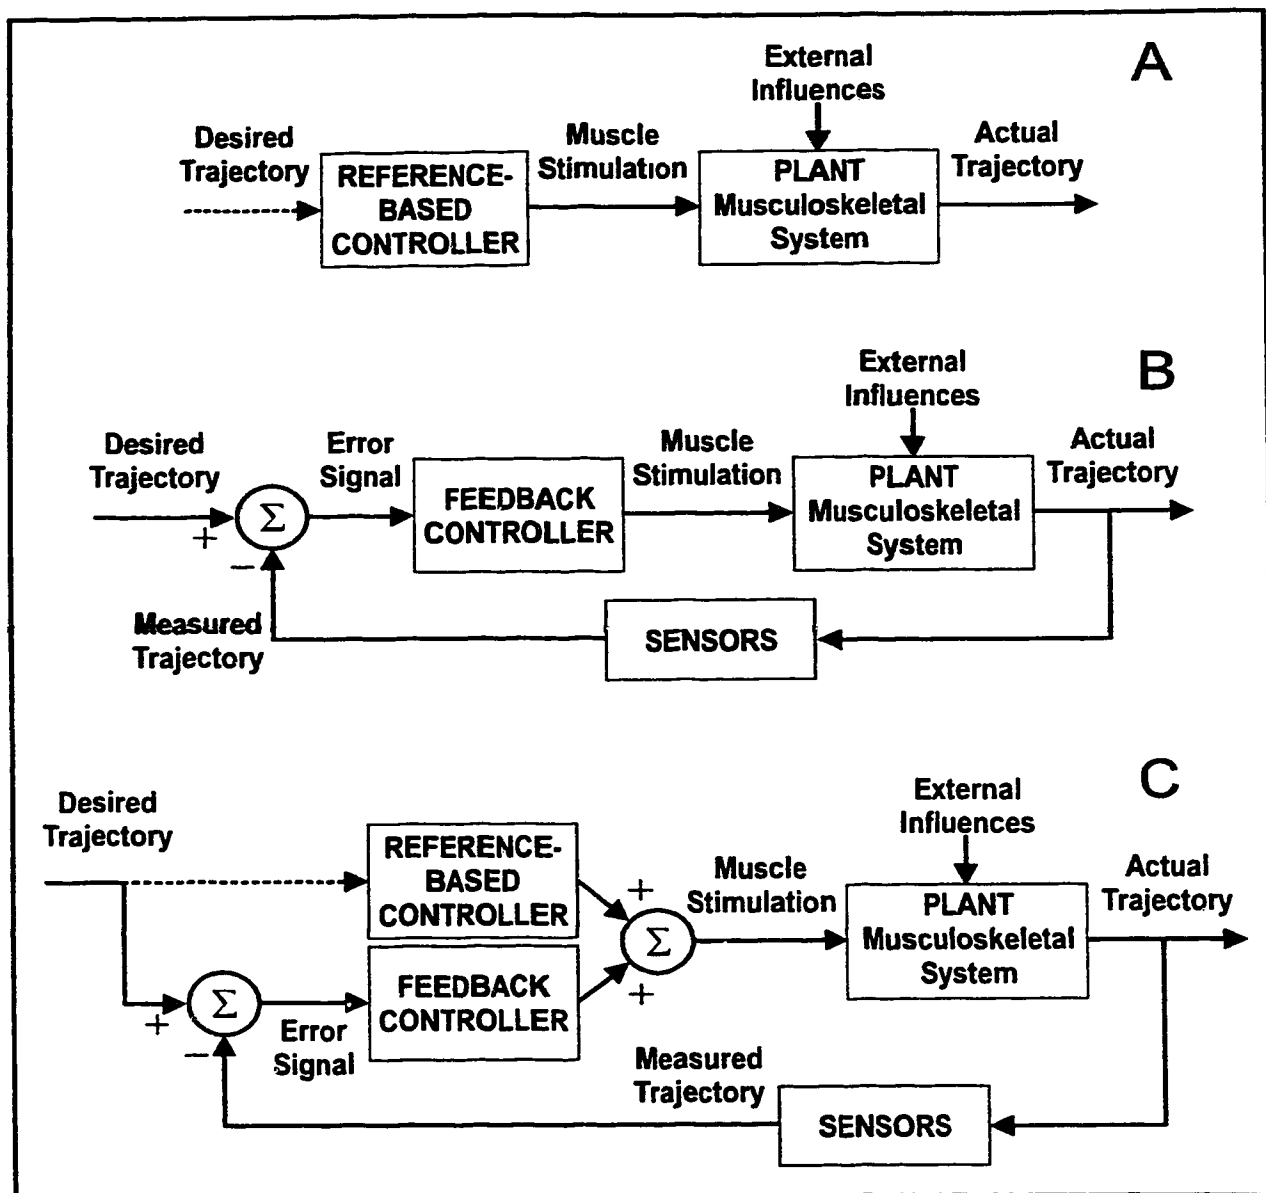 A
External
Influences
Desired
Trajectory
Muscle
Stimulation
Actual
Trajectory
REFERENCE-
BASED
CONTROLLER
PLANT
Musculoskeletal
System
B
External
Influences
Desired
Trajectory
Error
Signal
Muscle
Stimulation
Actual
Trajectory
+
Σ
−
FEEDBACK
CONTROLLER
PLANT
Musculoskeletal
System
Measured
Trajectory
SENSORS
C
Desired
Trajectory
External
Influences
REFERENCE-
BASED
CONTROLLER
+
Σ
+
Muscle
Stimulation
PLANT
Musculoskeletal
System
Actual
Trajectory
+
Σ
−
Error
Signal
FEEDBACK
CONTROLLER
Measured
Trajectory
SENSORS